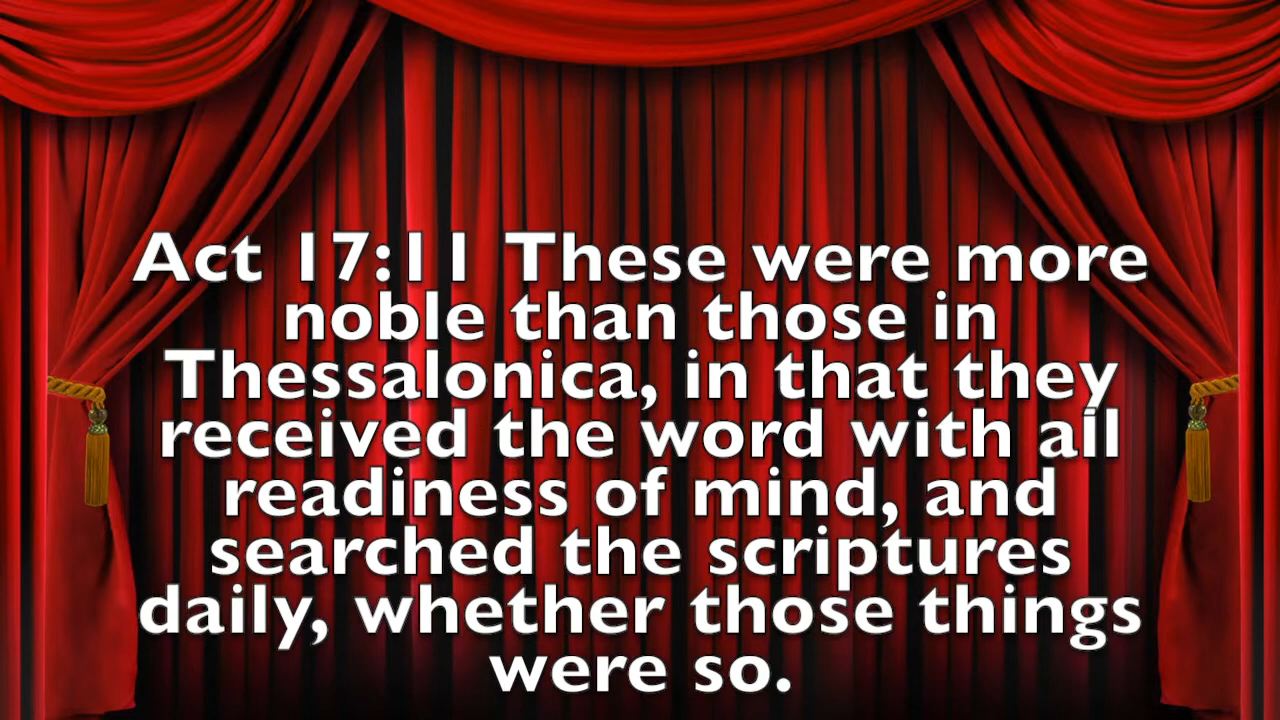 Act 17:11 These were more
noble than those in
Thessalonica, in that they
received the word with all
readiness of mind, and
searched the scriptures
daily, whether those things
were so.